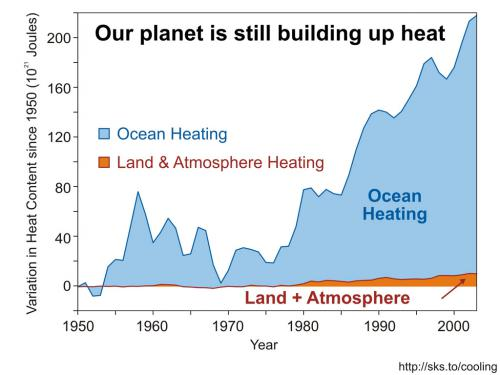 Our planet is still building up heat
Variation in Heat Content since 1950 (10²¹ Joules)
200
160
120
80
40
0
Ocean Heating
Land & Atmosphere Heating
Ocean
Heating
Land + Atmosphere
1950 1960 1970 1980 1990 2000
Year
http://sks.to/cooling